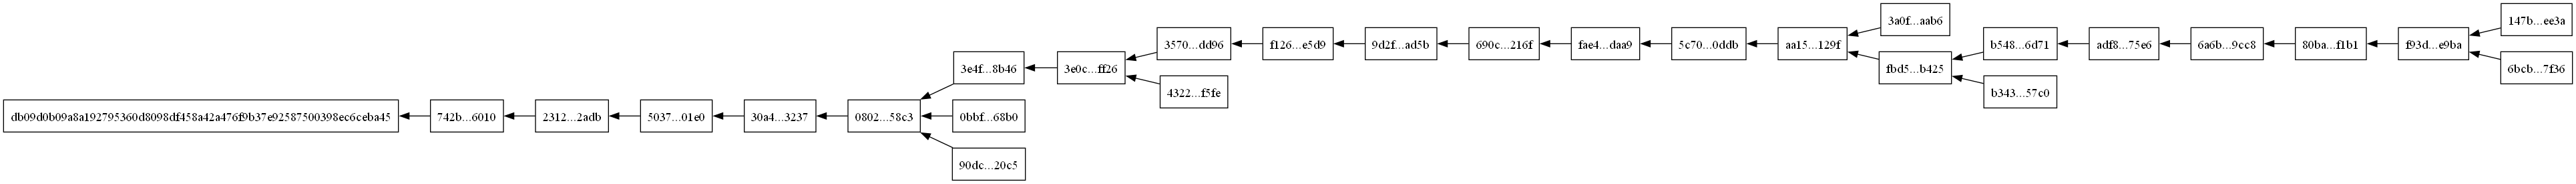 db09d0b09a8a192795360d8098df458a42a476f9b37e92587500398ec6ceba45
742b...6010
2312...2adb
5037...01e0
30a4...3237
0802...58c3
3e4f...8b46
0bbf...68b0
90dc...20c5
3e0c...ff26
3570...dd96
4322...f5fe
f126...e5d9
9d2f...ad5b
690c...216f
fae4...daa9
5c70...0ddb
aa15...129f
3a0f...aab6
fbd5...b425
b548...6d71
b343...57c0
adf8...75e6
6a6b...9cc8
80ba...f1b1
f93d...e9ba
147b...ee3a
6bcb...7f36